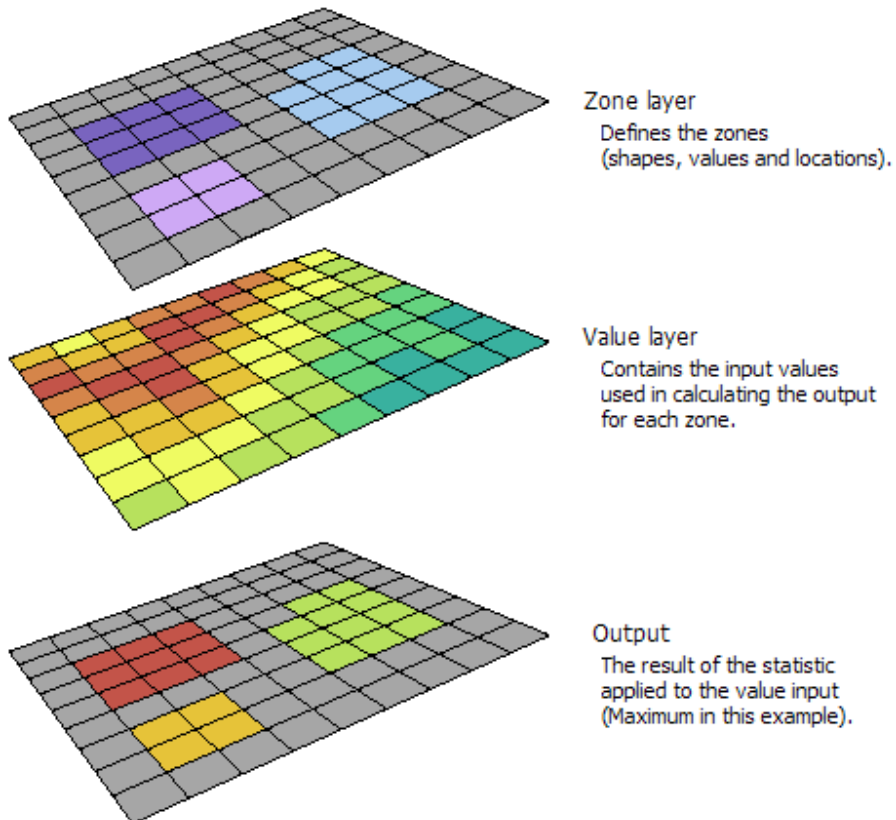 Zone layer
Defines the zones
(shapes, values and locations).
Value layer
Contains the input values
used in calculating the output
for each zone.
Output
The result of the statistic
applied to the value input
(Maximum in this example).